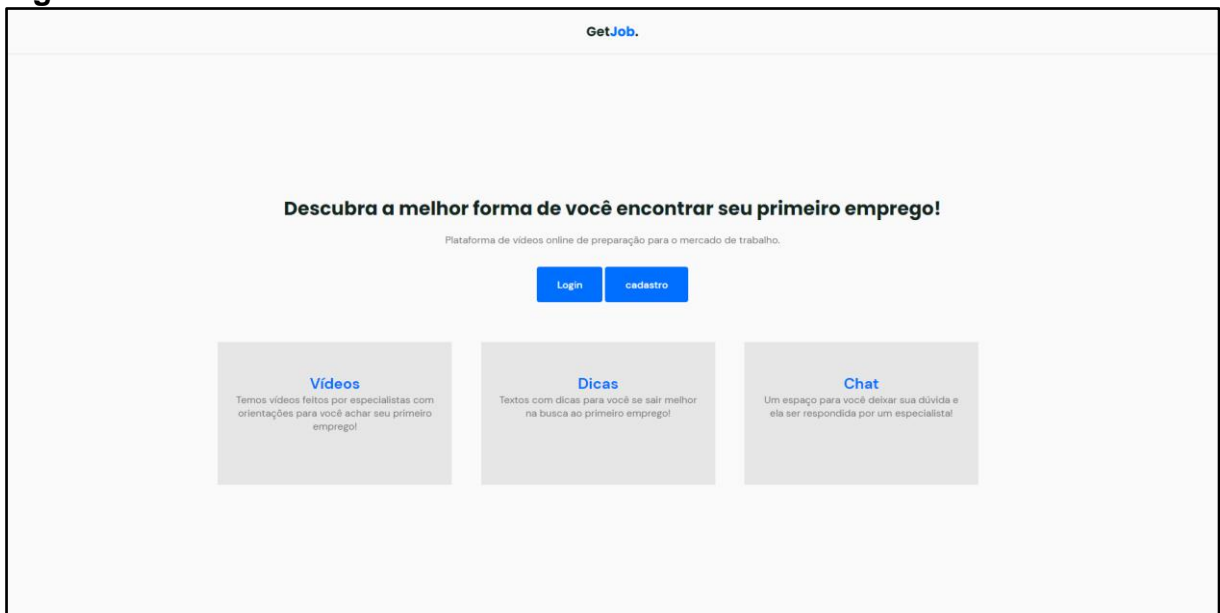 GetJob.
Descubra a melhor forma de você encontrar seu primeiro emprego!
Plataforma de vídeos online de preparação para o mercado de trabalho.
Login
cadastro
Vídeos
Temos vídeos feitos por especialistas com
orientações para você achar seu primeiro
emprego!
Dicas
Textos com dicas para você se sair melhor
na busca ao primeiro emprego!
Chat
Um espaço para você deixar sua dúvida e
ela ser respondida por um especialista!